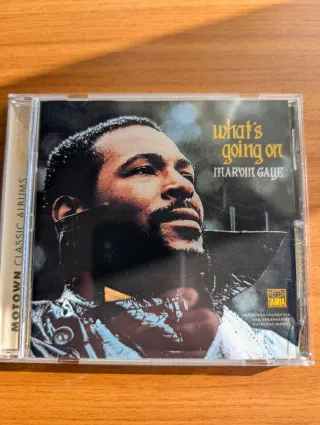 what's
going on
MARVIN GAYE
MOTOWN CLASSIC ALBUMS
TAMLA